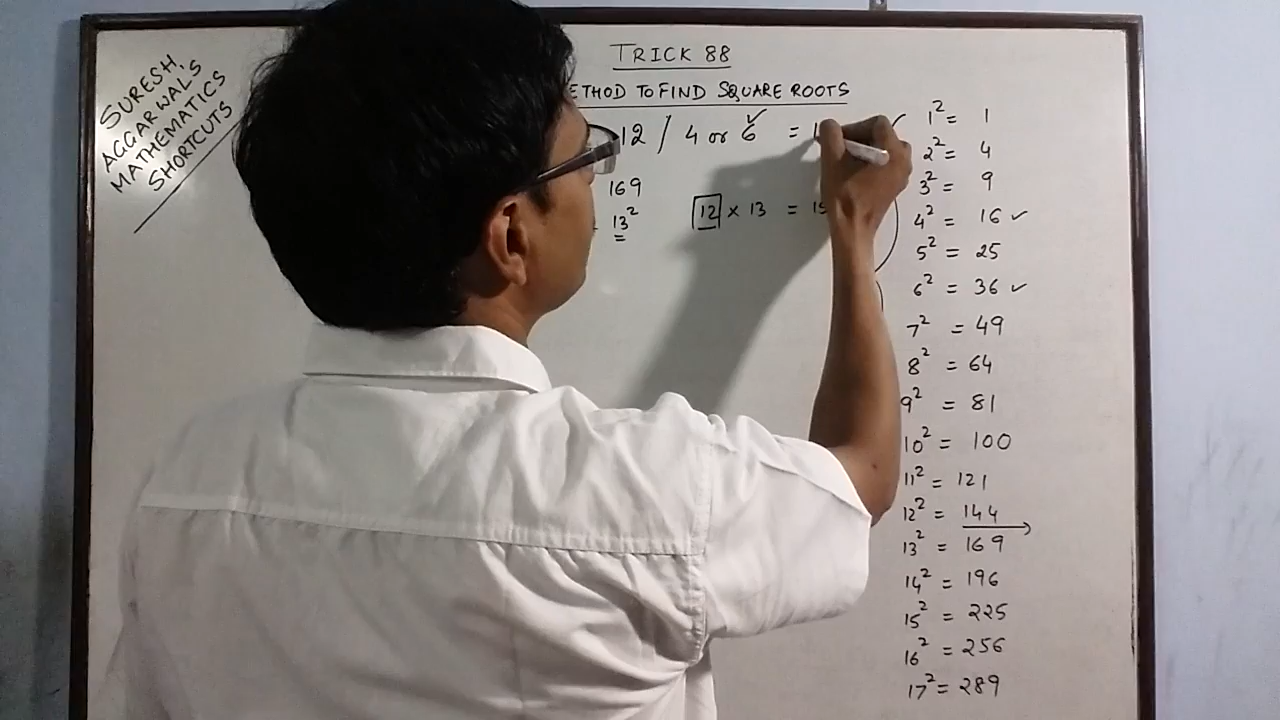 SURESH
AGGARWAL'S
MATHEMATICS
SHORTCUTS
TRICK 88
TO FIND SQUARE ROOTS
12 / 4 or 6 =
169
13²
12 × 13 =
1² = 1
2² = 4
3² = 9
4² = 16 ✓
5² = 25
6² = 36 ✓
7² = 49
8² = 64
9² = 81
10² = 100
11² = 121
12² = 144
13² = 169
14² = 196
15² = 225
16² = 256
17² = 289